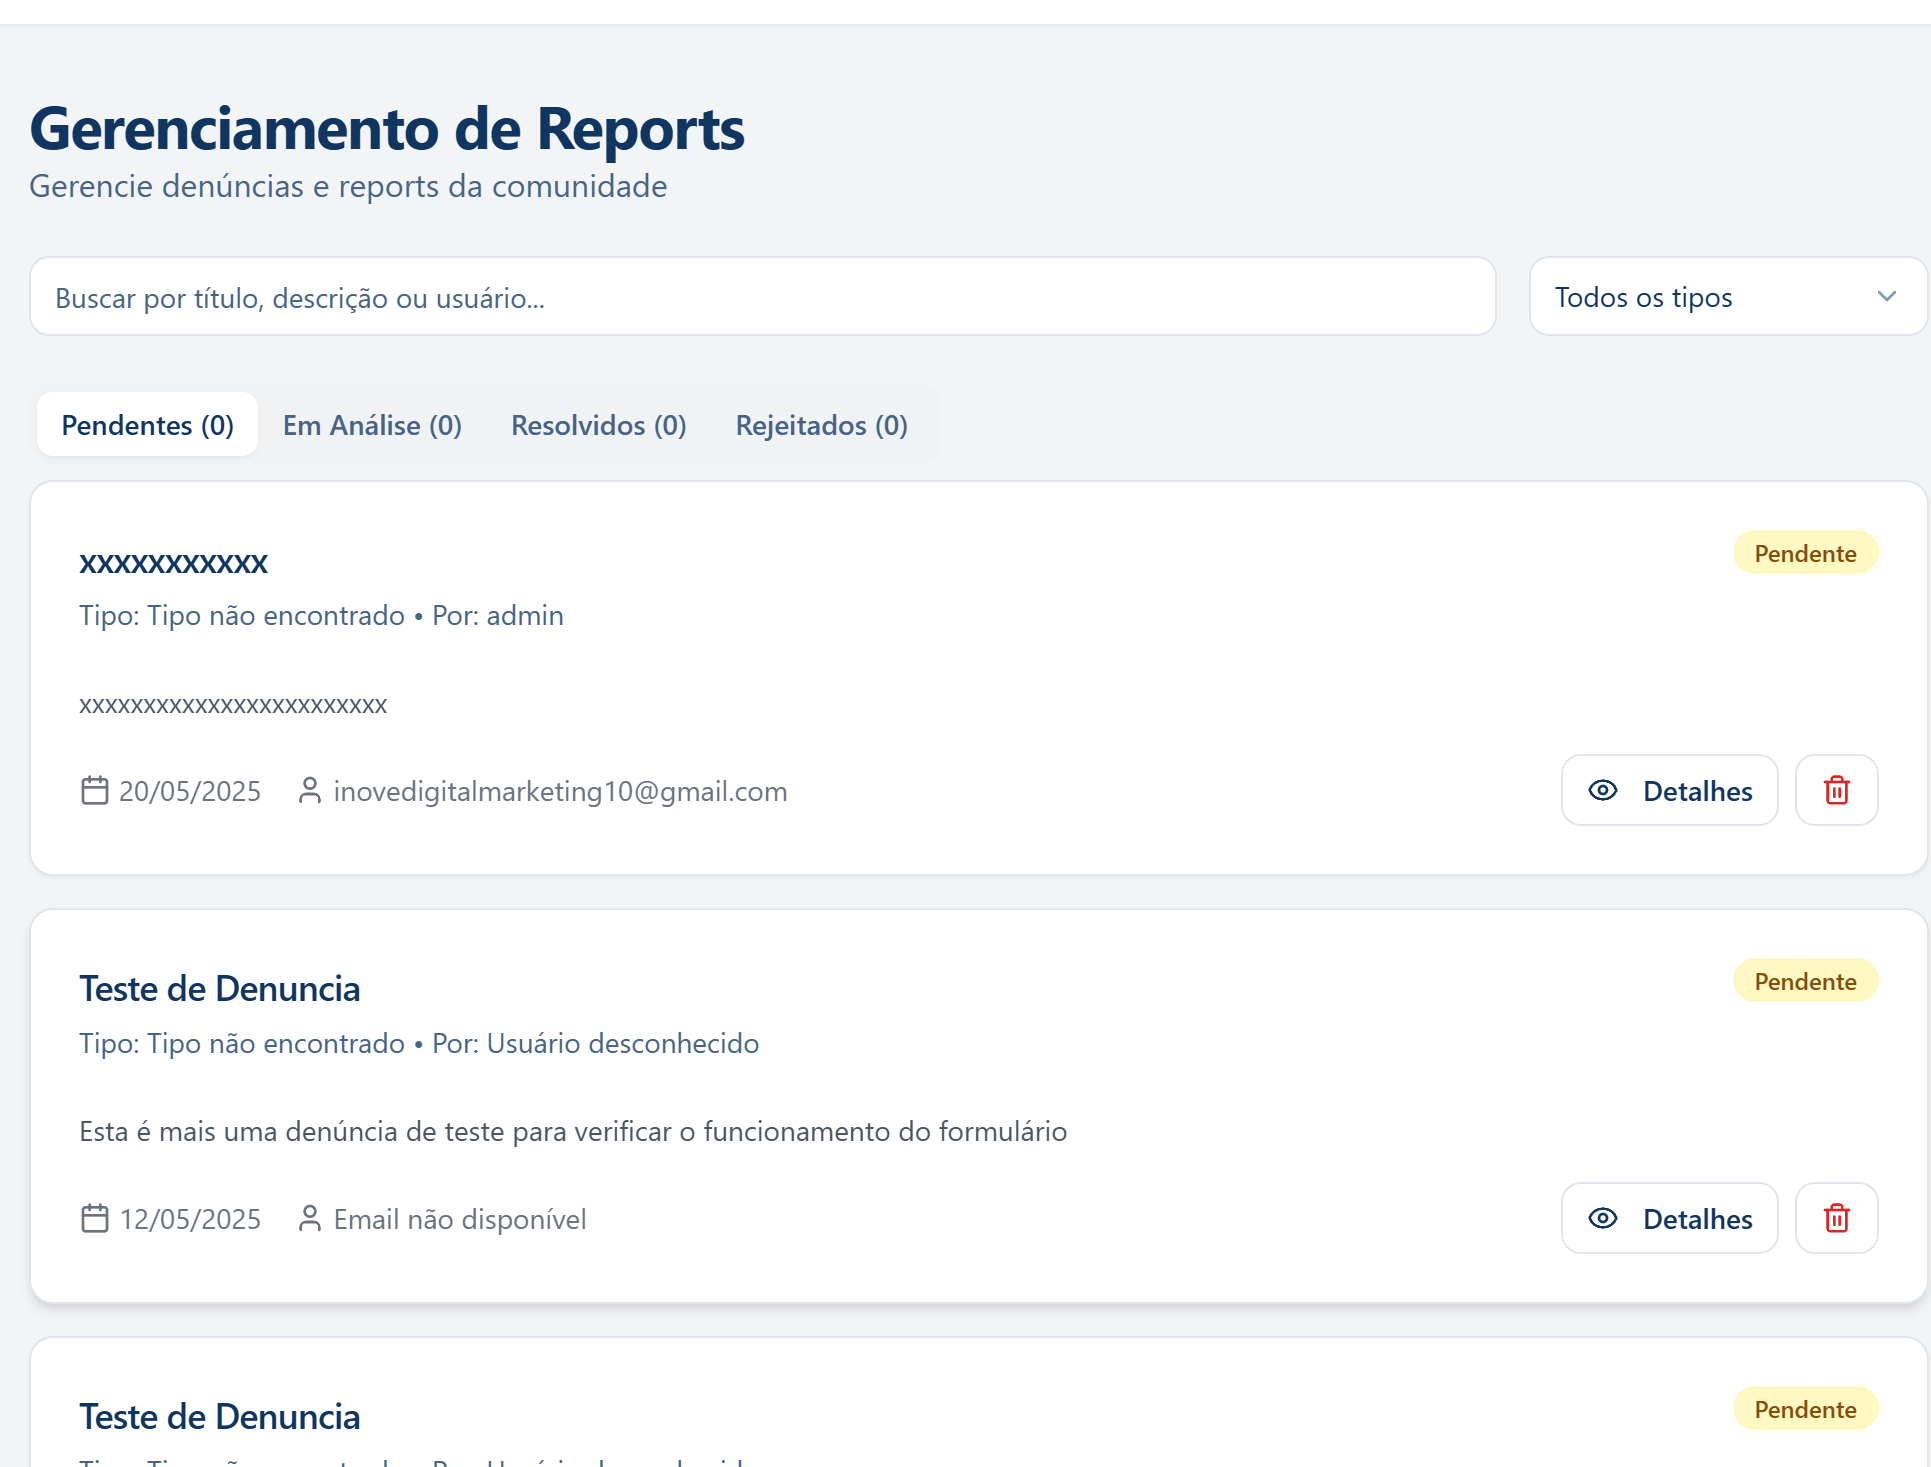 Gerenciamento de Reports
Gerencie denúncias e reports da comunidade
Buscar por título, descrição ou usuário...
Todos os tipos
Pendentes (0) Em Análise (0) Resolvidos (0) Rejeitados (0)
xxxxxxxxxxx
Pendente
Tipo: Tipo não encontrado • Por: admin
xxxxxxxxxxxxxxxxxxxxxxxx
20/05/2025 inovedigitalmarketing10@gmail.com
Detalhes
Teste de Denuncia
Pendente
Tipo: Tipo não encontrado • Por: Usuário desconhecido
Esta é mais uma denúncia de teste para verificar o funcionamento do formulário
12/05/2025 Email não disponível
Detalhes
Teste de Denuncia
Pendente